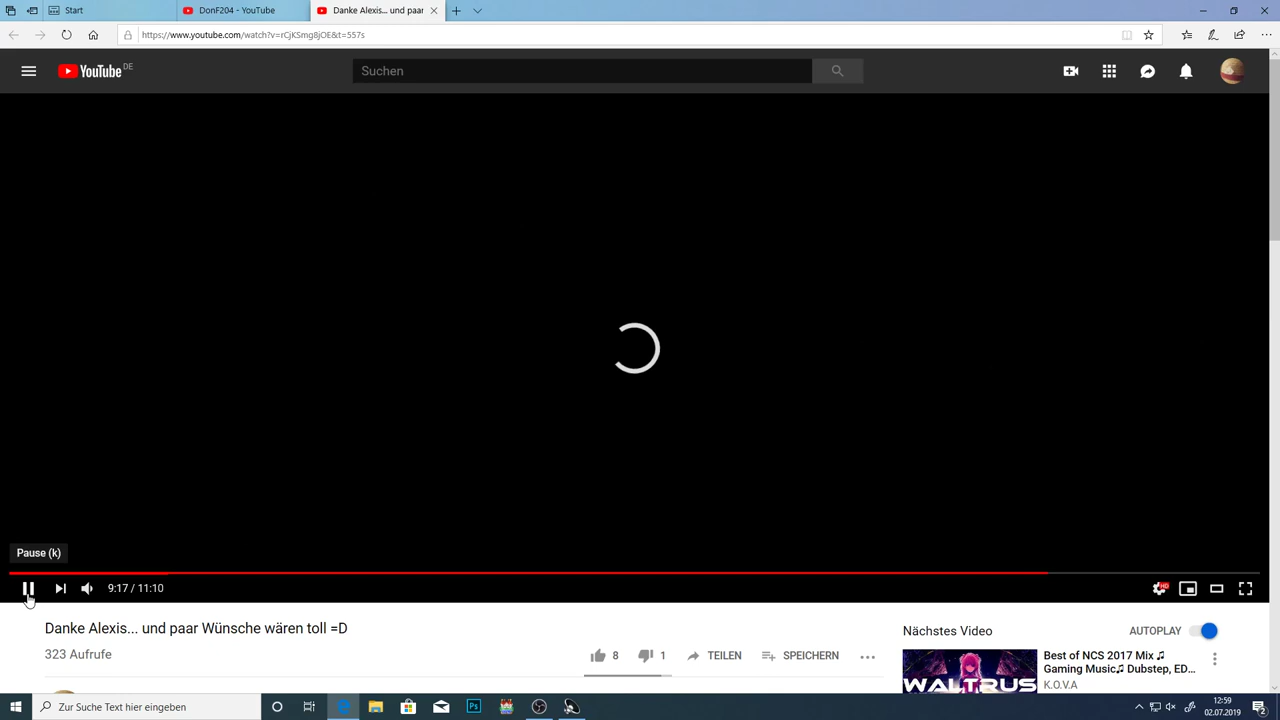 Start
DonF204 - YouTube
Danke Alexis... und paar
https://www.youtube.com/watch?v=rCjKSmg8jOE&t=557s
YouTube DE
Suchen
Pause (k)
9:17 / 11:10
HD
Danke Alexis... und paar Wünsche wären toll =D
323 Aufrufe
8
1
TEILEN
SPEICHERN
Nächstes Video
AUTOPLAY
WALTRUS
Best of NCS 2017 Mix ♫
Gaming Music♫ Dubstep, ED...
K.O.V.A
Zur Suche Text hier eingeben
Ps
12:59
02.07.2019
2